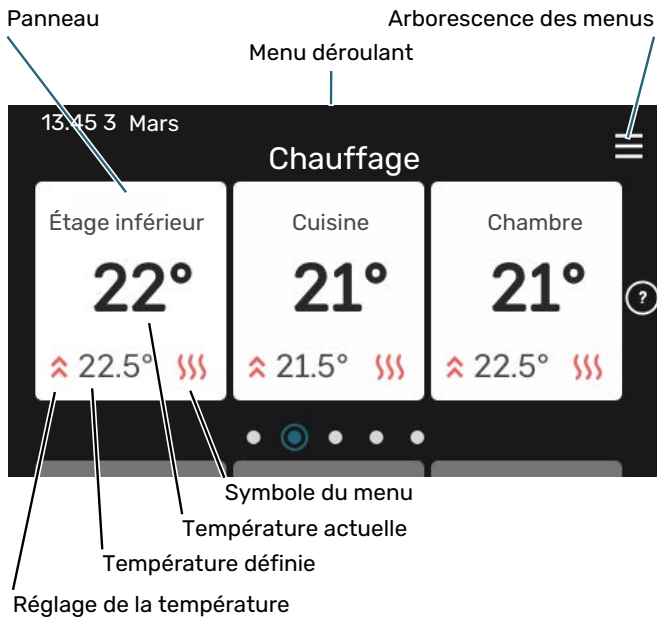 Panneau
Arborescence des menus
Menu déroulant
13.45 3 Mars
Chauffage
Étage inférieur
22°
22.5°
Cuisine
21°
21.5°
Chambre
21°
22.5°
?
Symbole du menu
Température actuelle
Température définie
Réglage de la température